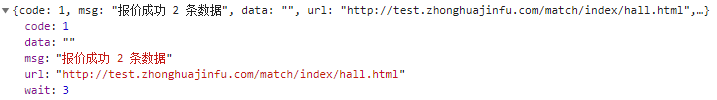 ▼{code: 1, msg: "报价成功 2 条数据", data: "", url: "http://test.zhonghuajinfu.com/match/index/hall.html",…}
code: 1
data: ""
msg: "报价成功 2 条数据"
url: "http://test.zhonghuajinfu.com/match/index/hall.html"
wait: 3